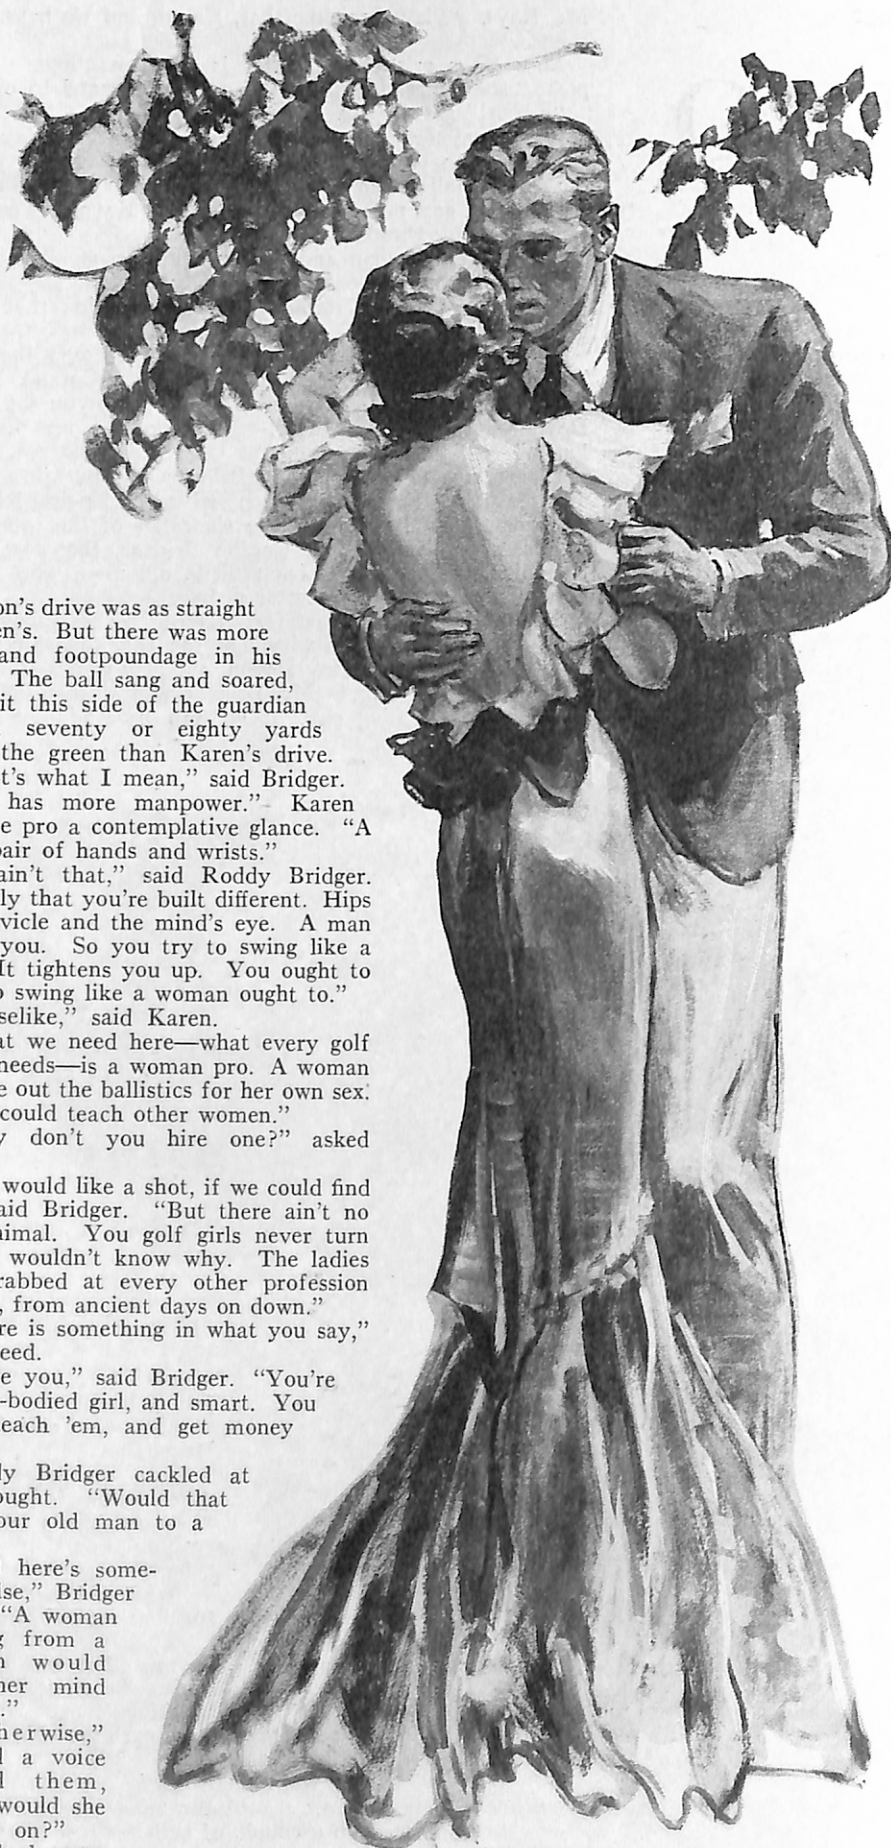 on's drive was as straight
en's. But there was more
and footpoundage in his
The ball sang and soared,
it this side of the guardian
seventy or eighty yards
the green than Karen's drive.
t's what I mean," said Bridger.
has more manpower." Karen
e pro a contemplative glance. "A
pair of hands and wrists."
ain't that," said Roddy Bridger.
ly that you're built different. Hips
vicle and the mind's eye. A man
you. So you try to swing like a
It tightens you up. You ought to
o swing like a woman ought to."
selike," said Karen.
at we need here—what every golf
needs—is a woman pro. A woman
e out the ballistics for her own sex.
could teach other women."
y don't you hire one?" asked
would like a shot, if we could find
aid Bridger. "But there ain't no
nimal. You golf girls never turn
wouldn't know why. The ladies
rabbed at every other profession
, from ancient days on down."
re is something in what you say,"
eed.
e you," said Bridger. "You're
-bodied girl, and smart. You
each 'em, and get money
ly Bridger cackled at
ought. "Would that
our old man to a
here's some-
ise," Bridger
"A woman
g from a
n would
her mind
."
herwise,"
d a voice
d them,
would she
on?"